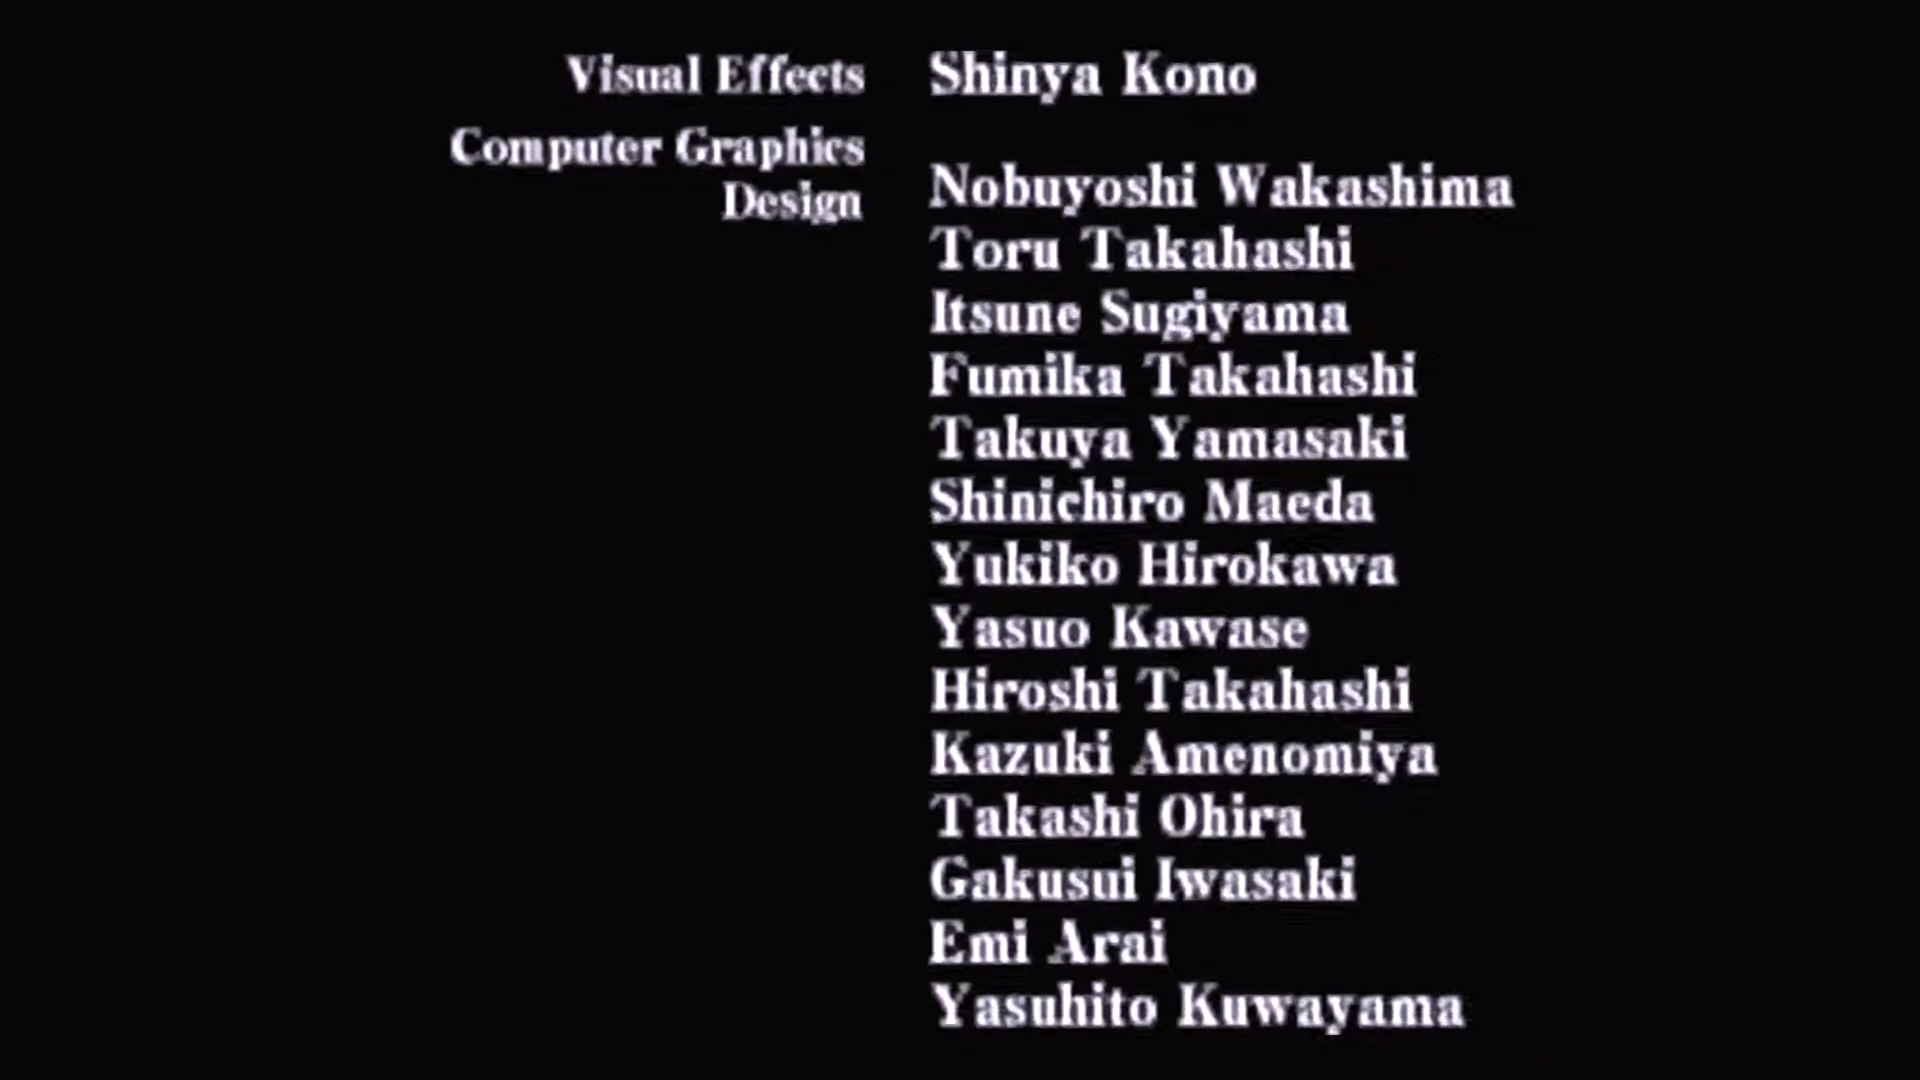 Visual Effects Shinya Kono
Computer Graphics
Design Nobuyoshi Wakashima
Toru Takahashi
Itsune Sugiyama
Fumika Takahashi
Takuya Yamasaki
Shinichiro Maeda
Yukiko Hirokawa
Yasuo Kawase
Hiroshi Takahashi
Kazuki Amenomiya
Takashi Ohira
Gakusui Iwasaki
Emi Arai
Yasuhito Kuwayama